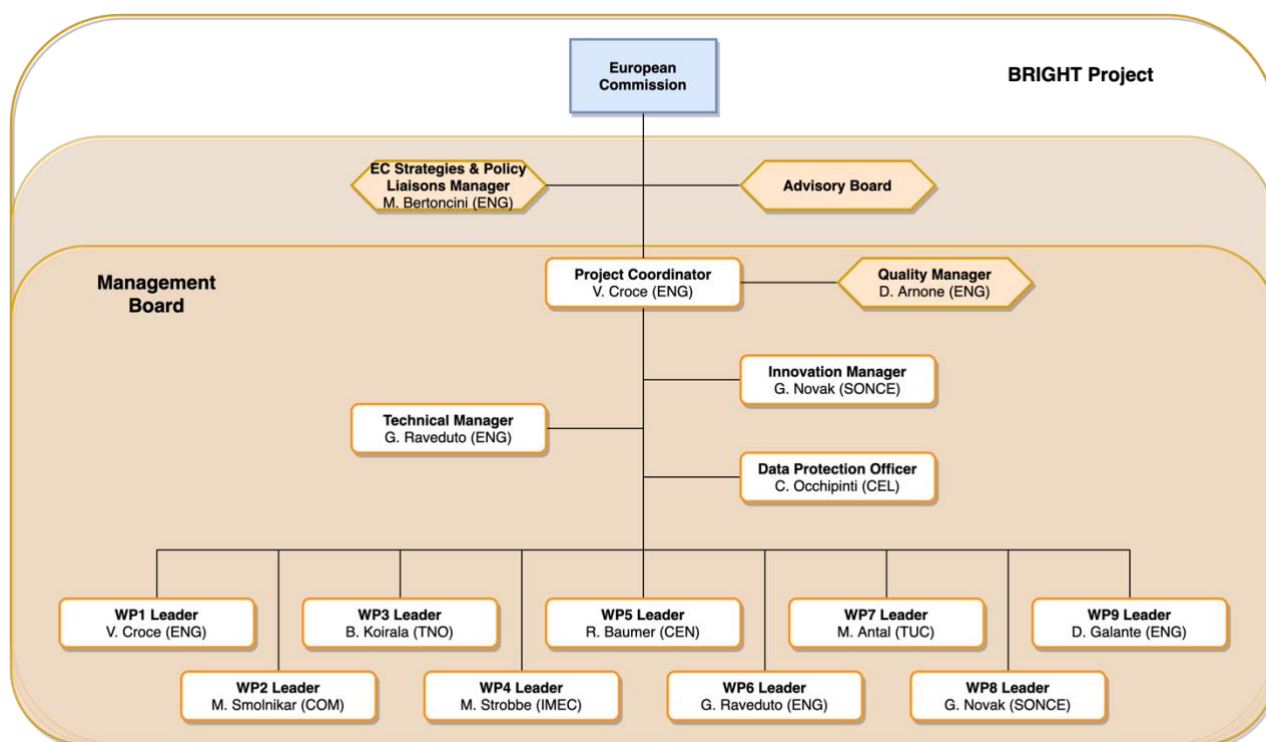 European
Commission
BRIGHT Project
EC Strategies & Policy
Liaisons Manager
M. Bertoncini (ENG)
Advisory Board
Management
Board
Project Coordinator
V. Croce (ENG)
Quality Manager
D. Arnone (ENG)
Innovation Manager
G. Novak (SONCE)
Technical Manager
G. Raveduto (ENG)
Data Protection Officer
C. Occhipinti (CEL)
WP1 Leader
V. Croce (ENG)
WP3 Leader
B. Koirala (TNO)
WP5 Leader
R. Baumer (CEN)
WP7 Leader
M. Antal (TUC)
WP9 Leader
D. Galante (ENG)
WP2 Leader
M. Smolnikar (COM)
WP4 Leader
M. Strobbe (IMEC)
WP6 Leader
G. Raveduto (ENG)
WP8 Leader
G. Novak (SONCE)